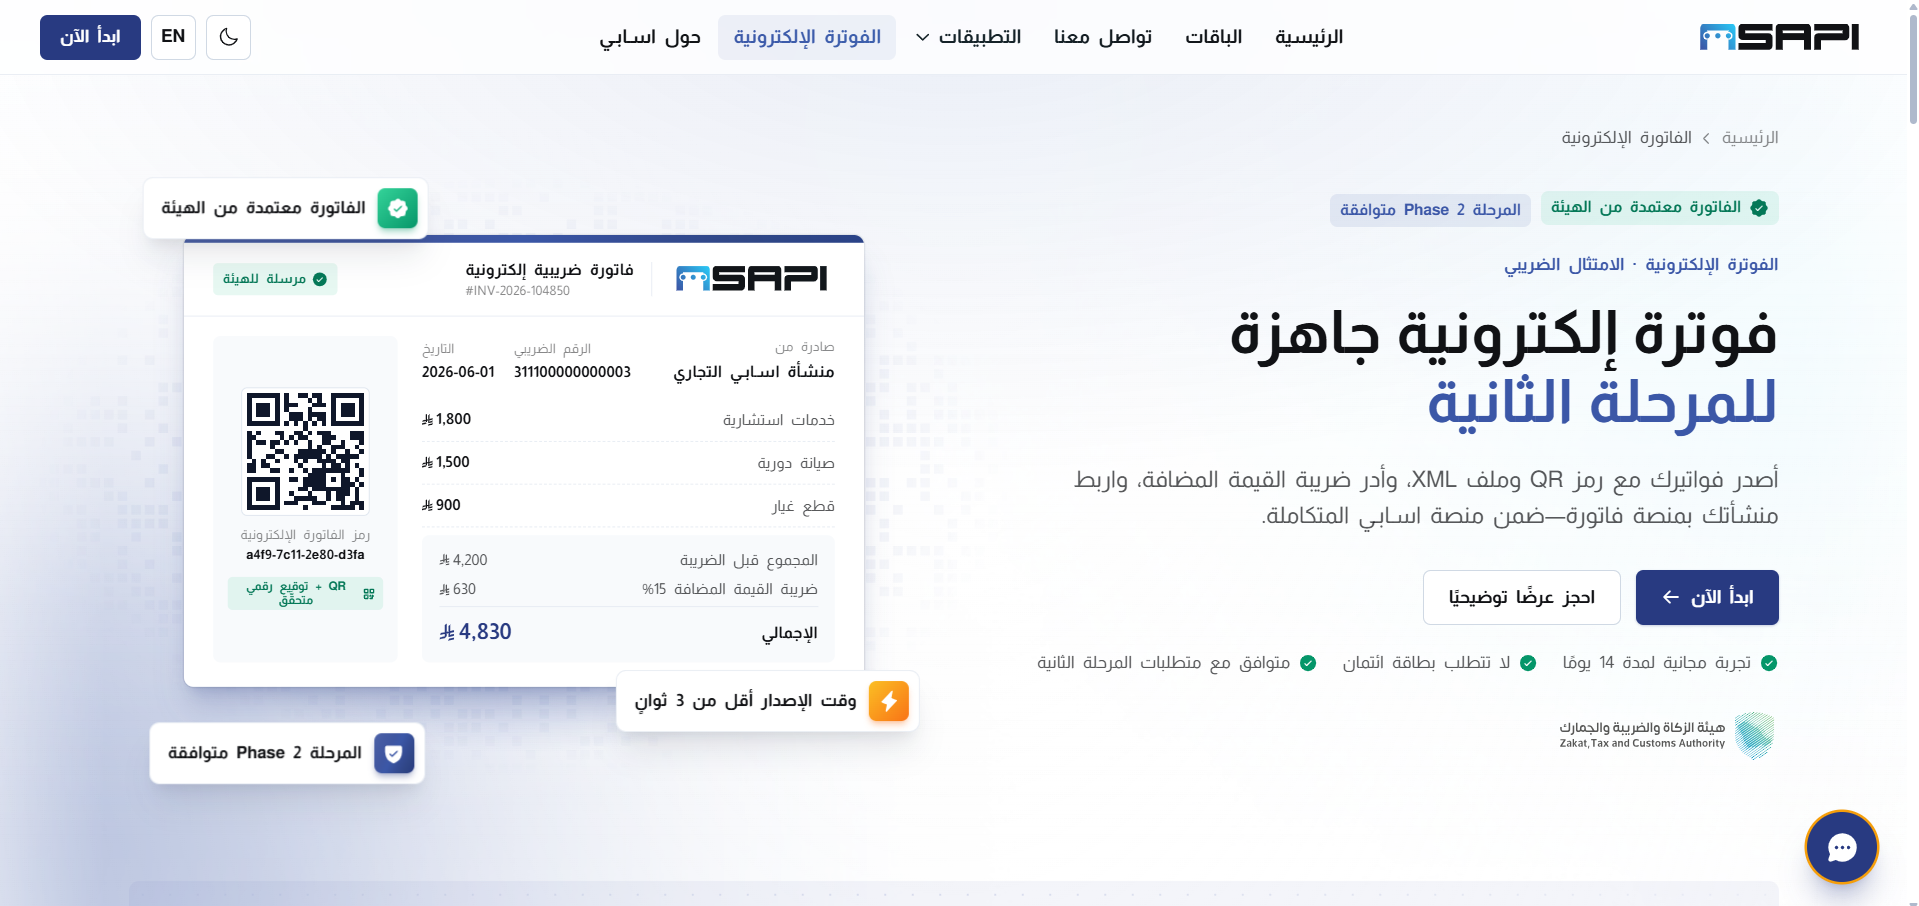 ASAPI
الرئيسية
الباقات
تواصل معنا
التطبيقات
الفوترة الإلكترونية
حول اسـابـي
EN
ابدأ الآن
الرئيسية
الفاتورة الإلكترونية
الفاتورة معتمدة من الهيئة
المرحلة 2 Phase متوافقة
الفوترة الإلكترونية · الامتثال الضريبي
فوترة إلكترونية جاهزة
للمرحلة الثانية
أصدر فواتيرك مع رمز QR وملف XML، وأدر ضريبة القيمة المضافة، واربط
منشأتك بمنصة فاتورة—ضمن منصة اسـابـي المتكاملة.
ابدأ الآن
احجز عرضًا توضيحيًا
تجربة مجانية لمدة 14 يومًا
لا تتطلب بطاقة ائتمان
متوافق مع متطلبات المرحلة الثانية
هيئة الزكاة والضريبة والجمارك
Zakat,Tax and Customs Authority
الفاتورة معتمدة من الهيئة
ASAPI
فاتورة ضريبية إلكترونية
#INV-2026-104850
مرسلة للهيئة
صادرة من
منشأة اسـابـي التجاري
الرقم الضريبي
311100000000003
التاريخ
2026-06-01
خدمات استشارية
1,800
صيانة دورية
1,500
قطع غيار
900
المجموع قبل الضريبة
4,200
ضريبة القيمة المضافة 15%
630
الإجمالي
4,830
رمز الفاتورة الإلكترونية
a4f9-7c11-2e80-d3fa
QR + توقيع رقمي
متحقّق
وقت الإصدار أقل من 3 ثوانٍ
المرحلة 2 Phase متوافقة